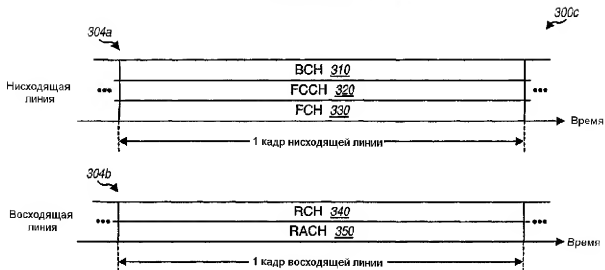 304a
300c
BCH 310
Нисходящая
линия
... FCCH 320 ...
FCH 330
Время
1 кадр нисходящей линии
304b
RCH 340
Восходящая
линия
... ...
RACH 350
Время
1 кадр восходящей линии